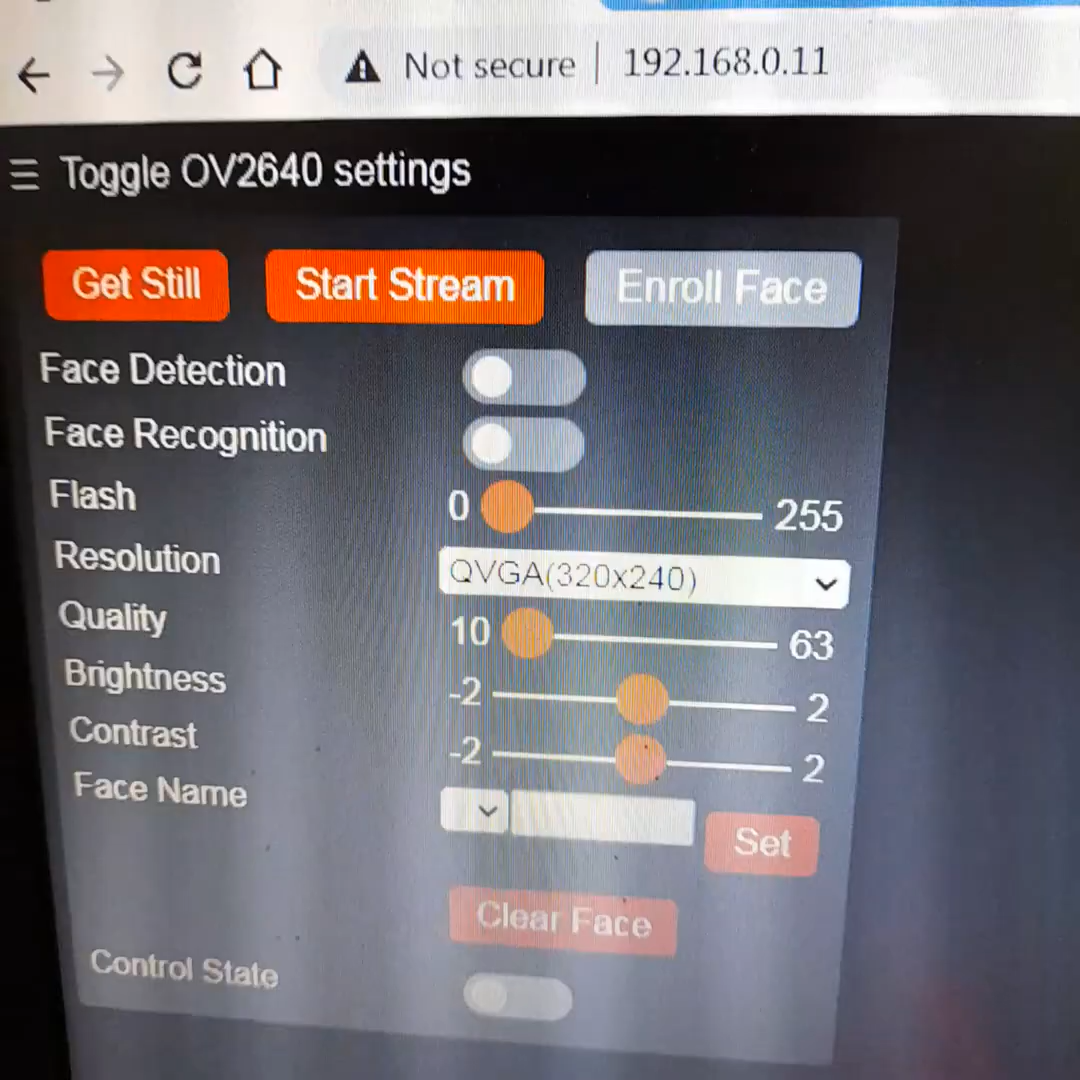 Not secure | 192.168.0.11
Toggle OV2640 settings
Get Still Start Stream Enroll Face
Face Detection
Face Recognition
Flash 0 255
Resolution QVGA(320x240)
Quality 10 63
Brightness -2 2
Contrast -2 2
Face Name Set
Clear Face
Control State